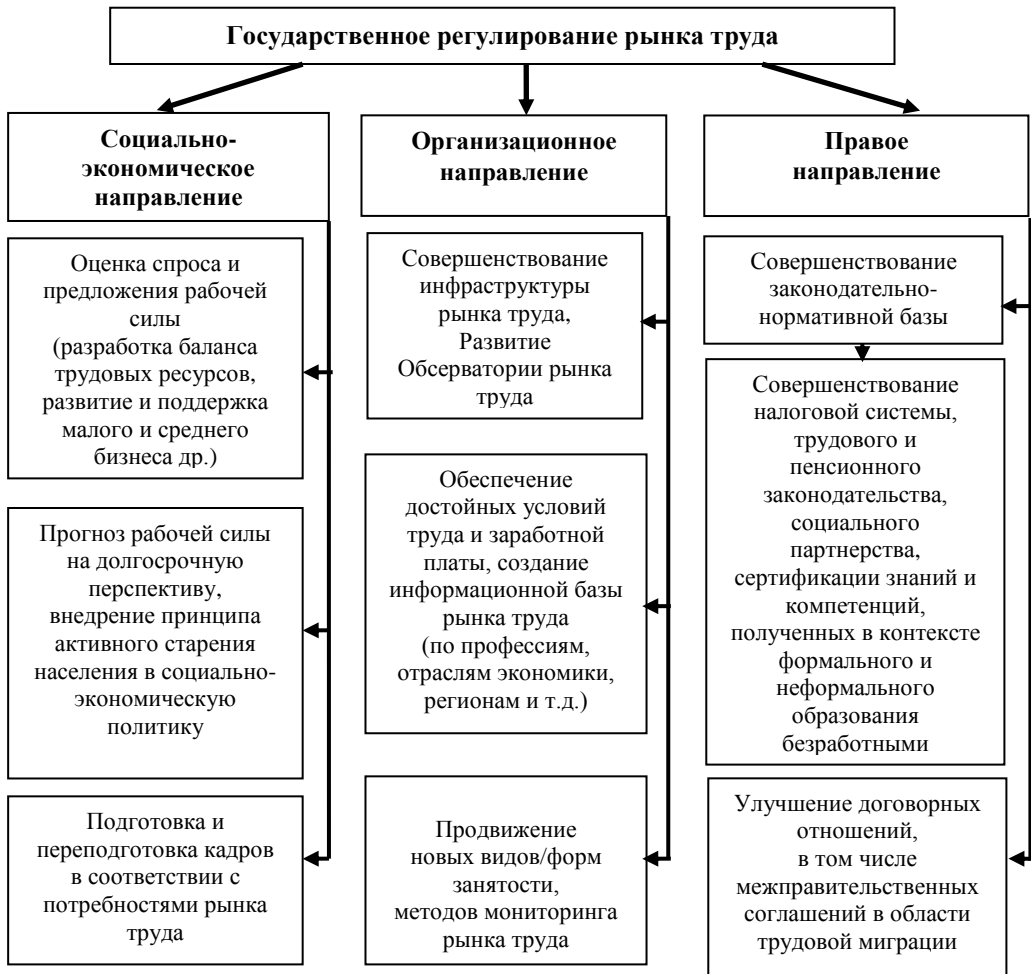 Государственное регулирование рынка труда
Социально-
экономическое
направление
Оценка спроса и
предложения рабочей
силы
(разработка баланса
трудовых ресурсов,
развитие и поддержка
малого и среднего
бизнеса др.)
Прогноз рабочей силы
на долгосрочную
перспективу,
внедрение принципа
активного старения
населения в социально-
экономическую
политику
Подготовка и
переподготовка кадров
в соответствии с
потребностями рынка
труда
Организационное
направление
Совершенствование
инфраструктуры
рынка труда,
Развитие
Обсерватории рынка
труда
Обеспечение
достойных условий
труда и заработной
платы, создание
информационной базы
рынка труда
(по профессиям,
отраслям экономики,
регионам и т.д.)
Продвижение
новых видов/форм
занятости,
методов мониторинга
рынка труда
Правое
направление
Совершенствование
законодательно-
нормативной базы
Совершенствование
налоговой системы,
трудового и
пенсионного
законодательства,
социального
партнерства,
сертификации знаний и
компетенций,
полученных в контексте
формального и
неформального
образования
безработными
Улучшение договорных
отношений,
в том числе
межправительственных
соглашений в области
трудовой миграции